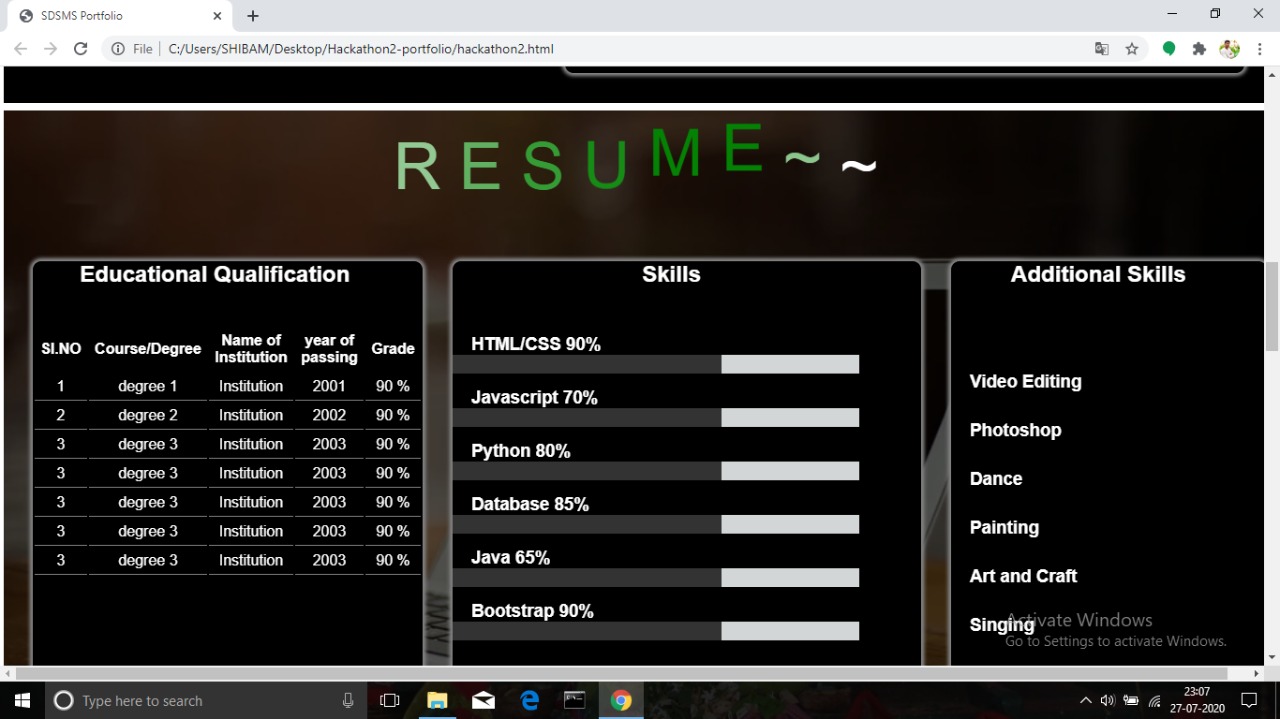 SDSMS Portfolio
File
C:/Users/SHIBAM/Desktop/Hackathon2-portfolio/hackathon2.html
RESUME~~
Educational Qualification
Sl.NO Course/Degree Name of Institution year of passing Grade
1 degree 1 Institution 2001 90 %
2 degree 2 Institution 2002 90 %
3 degree 3 Institution 2003 90 %
3 degree 3 Institution 2003 90 %
3 degree 3 Institution 2003 90 %
3 degree 3 Institution 2003 90 %
3 degree 3 Institution 2003 90 %
Skills
HTML/CSS 90%
Javascript 70%
Python 80%
Database 85%
Java 65%
Bootstrap 90%
Additional Skills
Video Editing
Photoshop
Dance
Painting
Art and Craft
Singing
Activate Windows
Go to Settings to activate Windows.
Type here to search
23:07
27-07-2020